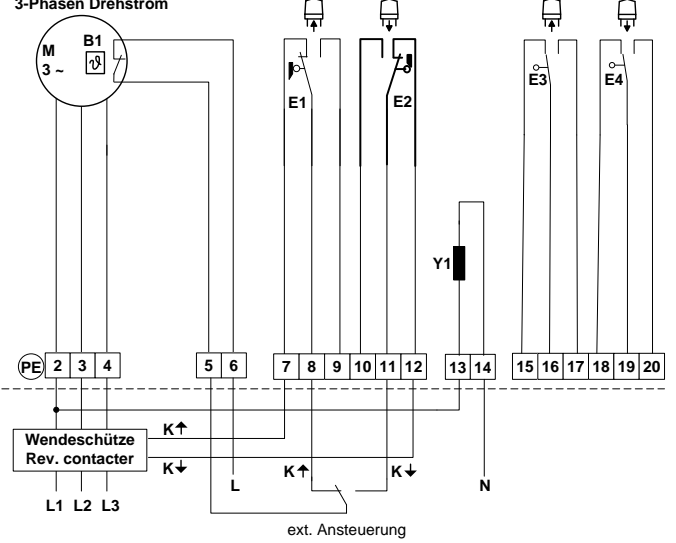 3-Phasen Drehstrom
M
3 ~
B1
ϑ
E1
E2
E3
E4
Y1
PE 2 3 4 5 6 7 8 9 10 11 12 13 14 15 16 17 18 19 20
Wendeschütze
Rev. contacter
K↑
K↓
K↑
K↓
L
N
L1 L2 L3
ext. Ansteuerung